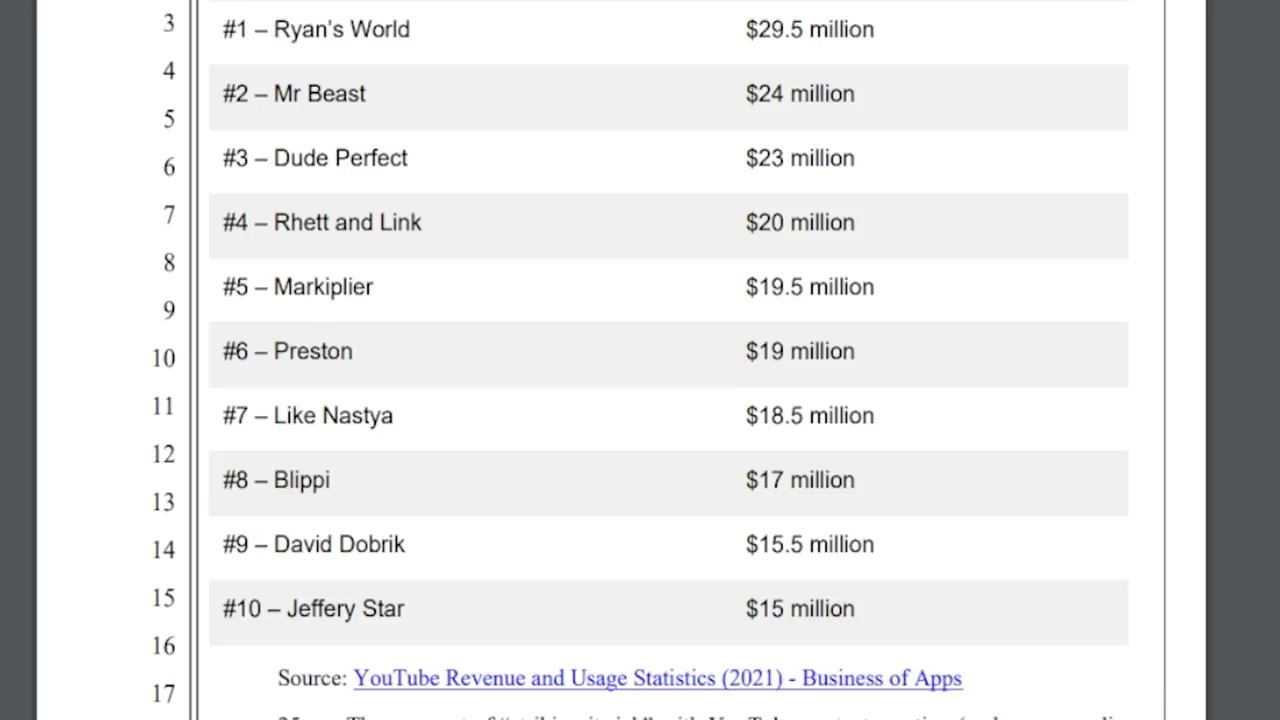 3
#1 – Ryan's World $29.5 million
4
#2 – Mr Beast $24 million
5
#3 – Dude Perfect $23 million
6
7
#4 – Rhett and Link $20 million
8
#5 – Markiplier $19.5 million
9
10
#6 – Preston $19 million
11
#7 – Like Nastya $18.5 million
12
#8 – Blippi $17 million
13
14
#9 – David Dobrik $15.5 million
15
#10 – Jeffery Star $15 million
16
Source: YouTube Revenue and Usage Statistics (2021) - Business of Apps
17